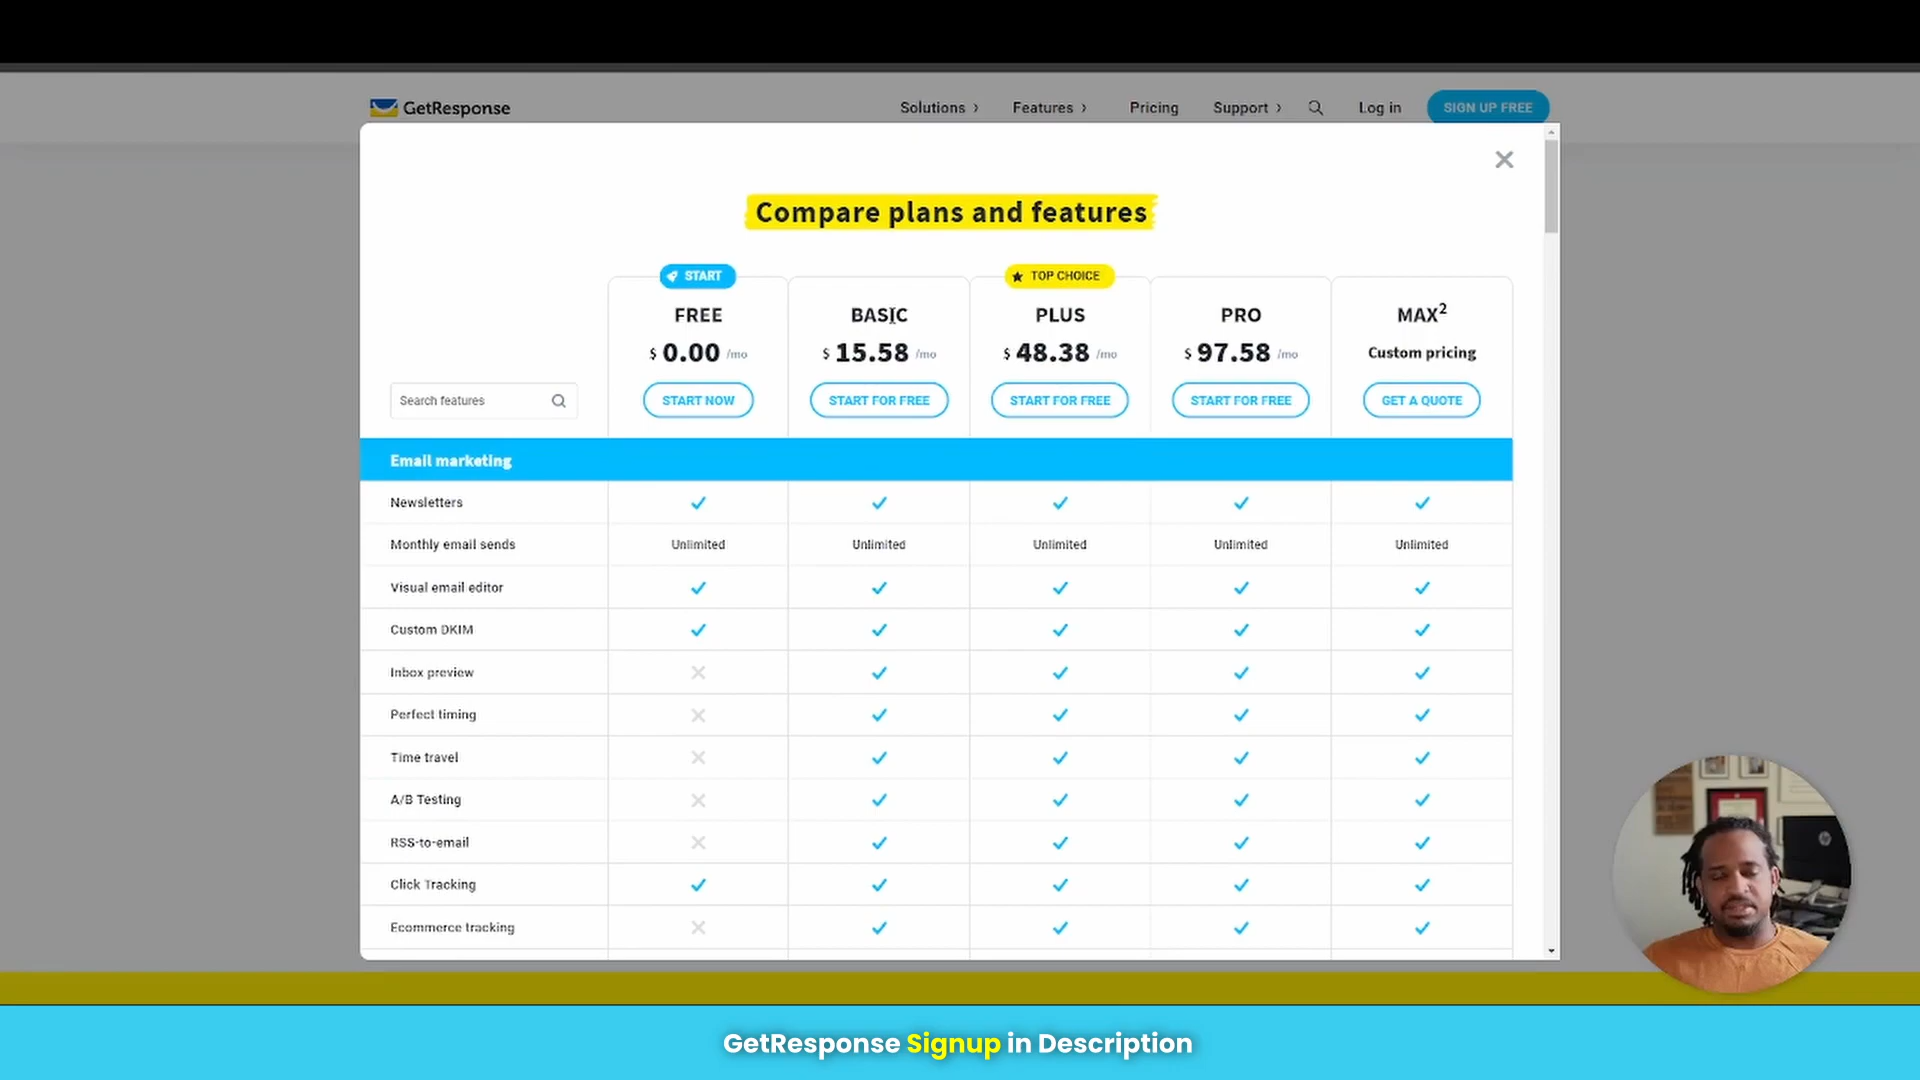 GetResponse
Solutions Features Pricing Support Log in SIGN UP FREE
Compare plans and features
START TOP CHOICE
FREE BASIC PLUS PRO MAX²
$ 0.00 /mo $ 15.58 /mo $ 48.38 /mo $ 97.58 /mo Custom pricing
Search features START NOW START FOR FREE START FOR FREE START FOR FREE GET A QUOTE
Email marketing
Newsletters
Monthly email sends Unlimited Unlimited Unlimited Unlimited Unlimited
Visual email editor
Custom DKIM
Inbox preview
Perfect timing
Time travel
A/B Testing
RSS-to-email
Click Tracking
Ecommerce tracking
GetResponse Signup in Description